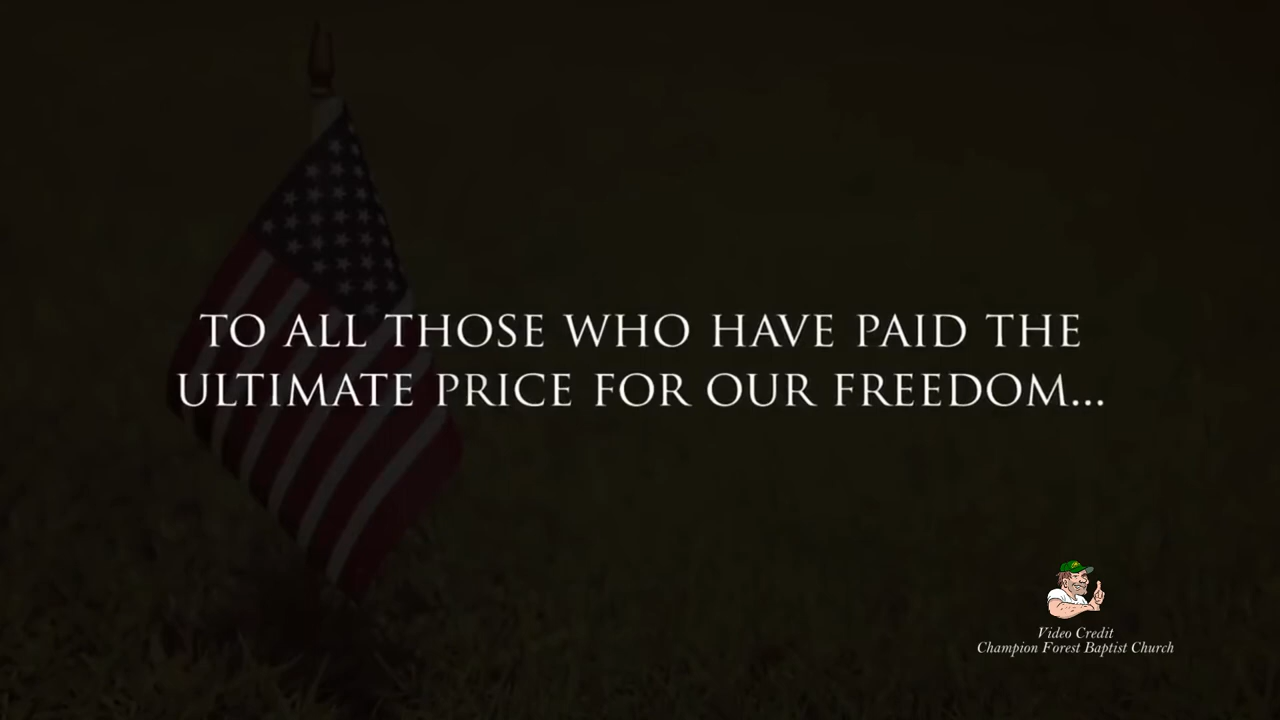 TO ALL THOSE WHO HAVE PAID THE
ULTIMATE PRICE FOR OUR FREEDOM...
Video Credit
Champion Forest Baptist Church